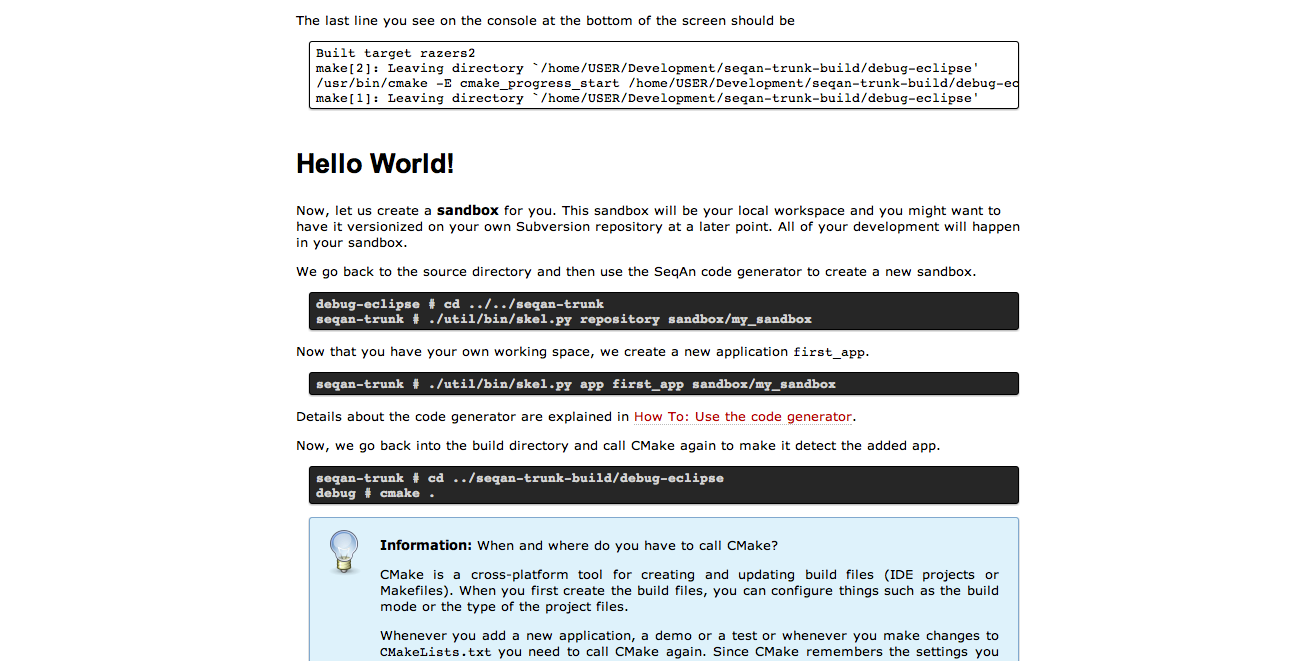 The last line you see on the console at the bottom of the screen should be
Built target razers2
make[2]: Leaving directory `/home/USER/Development/seqan-trunk-build/debug-eclipse'
/usr/bin/cmake -E cmake_progress_start /home/USER/Development/seqan-trunk-build/debug-ec
make[1]: Leaving directory `/home/USER/Development/seqan-trunk-build/debug-eclipse'
Hello World!
Now, let us create a sandbox for you. This sandbox will be your local workspace and you might want to
have it versionized on your own Subversion repository at a later point. All of your development will happen
in your sandbox.
We go back to the source directory and then use the SeqAn code generator to create a new sandbox.
debug-eclipse # cd ../../seqan-trunk
seqan-trunk # ./util/bin/skel.py repository sandbox/my_sandbox
Now that you have your own working space, we create a new application first_app.
seqan-trunk # ./util/bin/skel.py app first_app sandbox/my_sandbox
Details about the code generator are explained in How To: Use the code generator.
Now, we go back into the build directory and call CMake again to make it detect the added app.
seqan-trunk # cd ../seqan-trunk-build/debug-eclipse
debug # cmake .
Information: When and where do you have to call CMake?
CMake is a cross-platform tool for creating and updating build files (IDE projects or
Makefiles). When you first create the build files, you can configure things such as the build
mode or the type of the project files.
Whenever you add a new application, a demo or a test or whenever you make changes to
CMakeLists.txt you need to call CMake again. Since CMake remembers the settings you